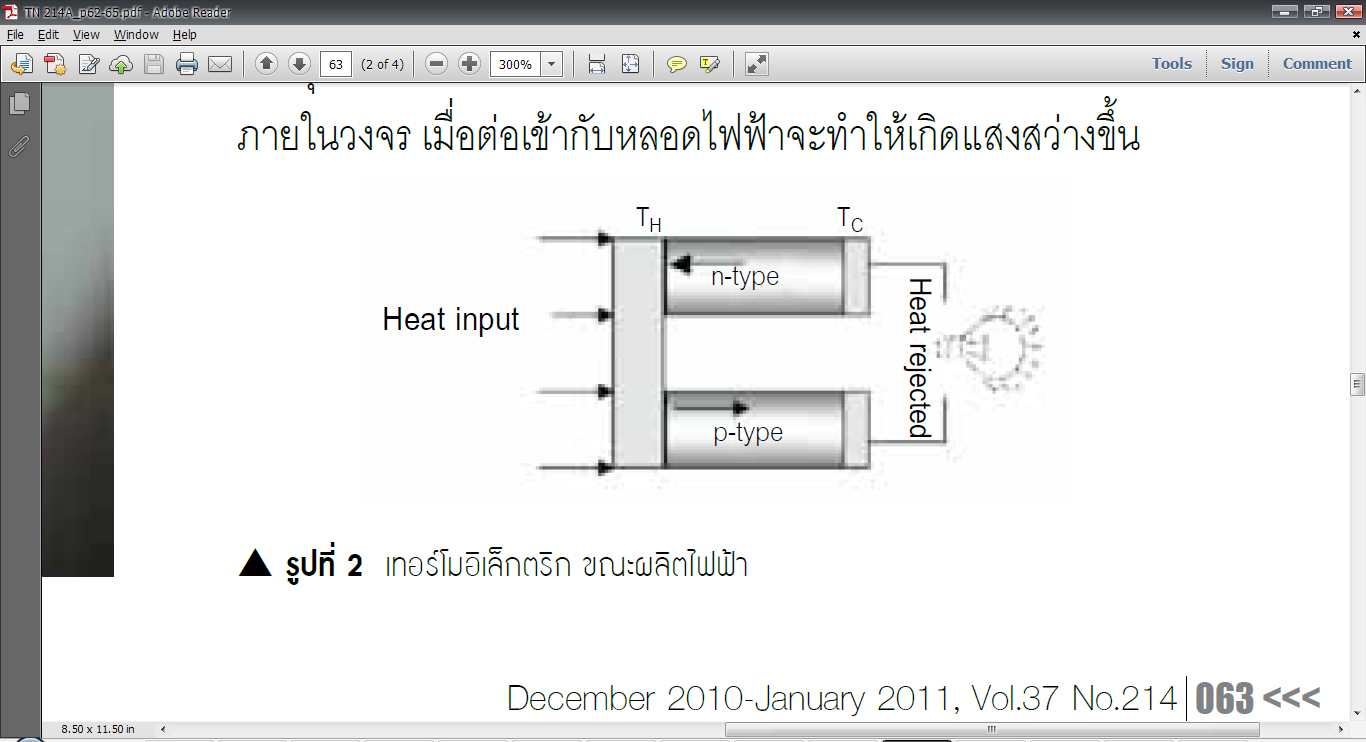 TN 214A_p62-65.pdf - Adobe Reader
File Edit View Window Help
63 (2 of 4) 300% Tools Sign Comment
ภายในวงจร เมื่อต่อเข้ากับหลอดไฟฟ้าจะทำให้เกิดแสงสว่างขึ้น
TH TC
n-type
Heat input
Heat rejected
p-type
▲ รูปที่ 2 เทอร์โมอิเล็กตริก ขณะผลิตไฟฟ้า
December 2010-January 2011, Vol.37 No.214 063 <<<
8.50 x 11.50 in